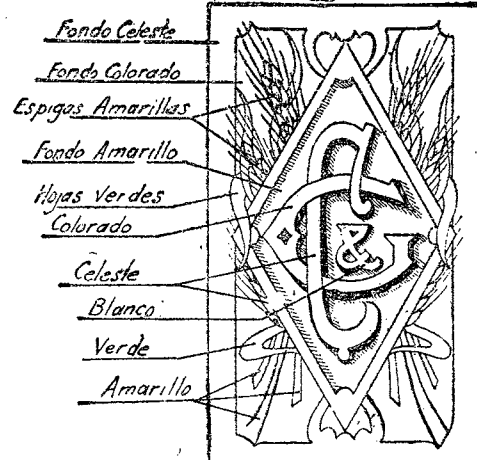 Fondo Celeste
Fondo Colorado
Espigas Amarillas
Fondo Amarillo
Hojas Verdes
Colorado
Celeste
Blanco
Verde
Amarillo
C & G